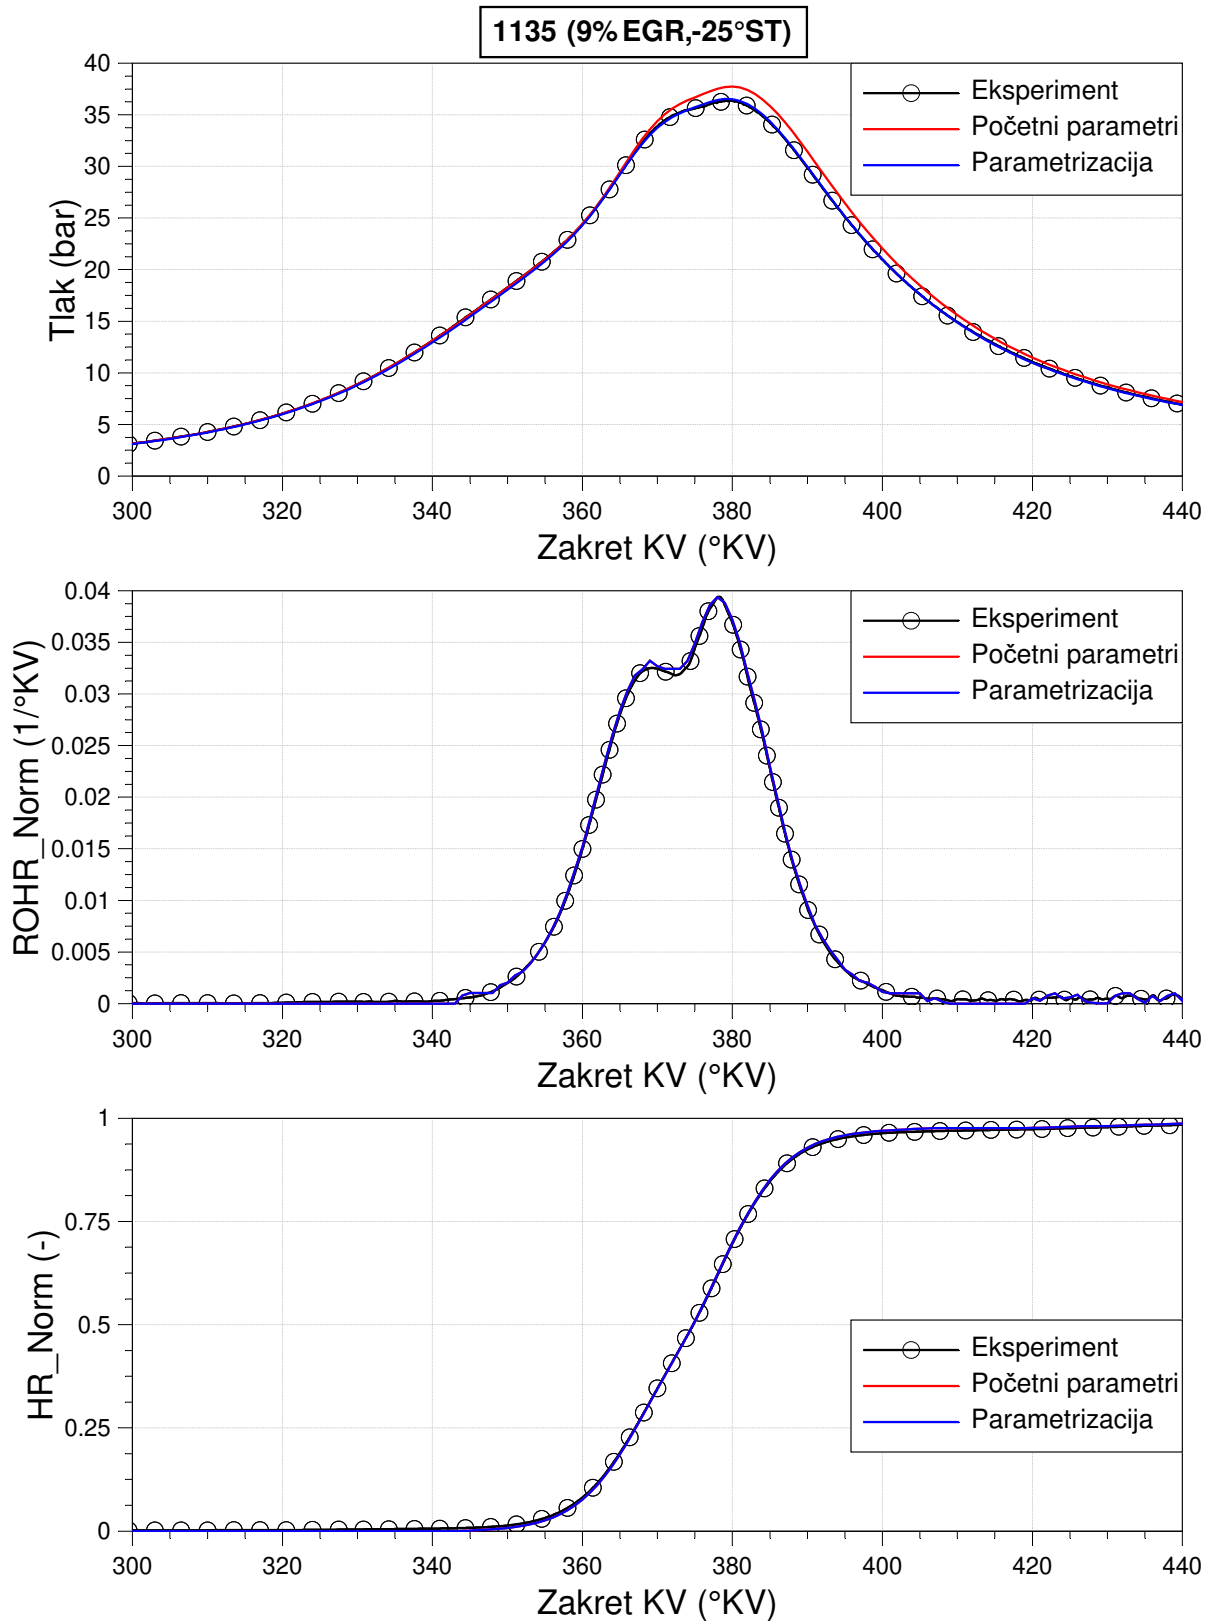 1135 (9% EGR,-25°ST)
40
35
30
25
20
15
10
5
0
Tlak (bar)
Eksperiment
Početni parametri
Parametrizacija
300 320 340 360 380 400 420 440
Zakret KV (°KV)
0.04
0.035
0.03
0.025
0.02
0.015
0.01
0.005
0
ROHR_Norm (1/°KV)
Eksperiment
Početni parametri
Parametrizacija
300 320 340 360 380 400 420 440
Zakret KV (°KV)
1
0.75
0.5
0.25
0
HR_Norm (-)
Eksperiment
Početni parametri
Parametrizacija
300 320 340 360 380 400 420 440
Zakret KV (°KV)